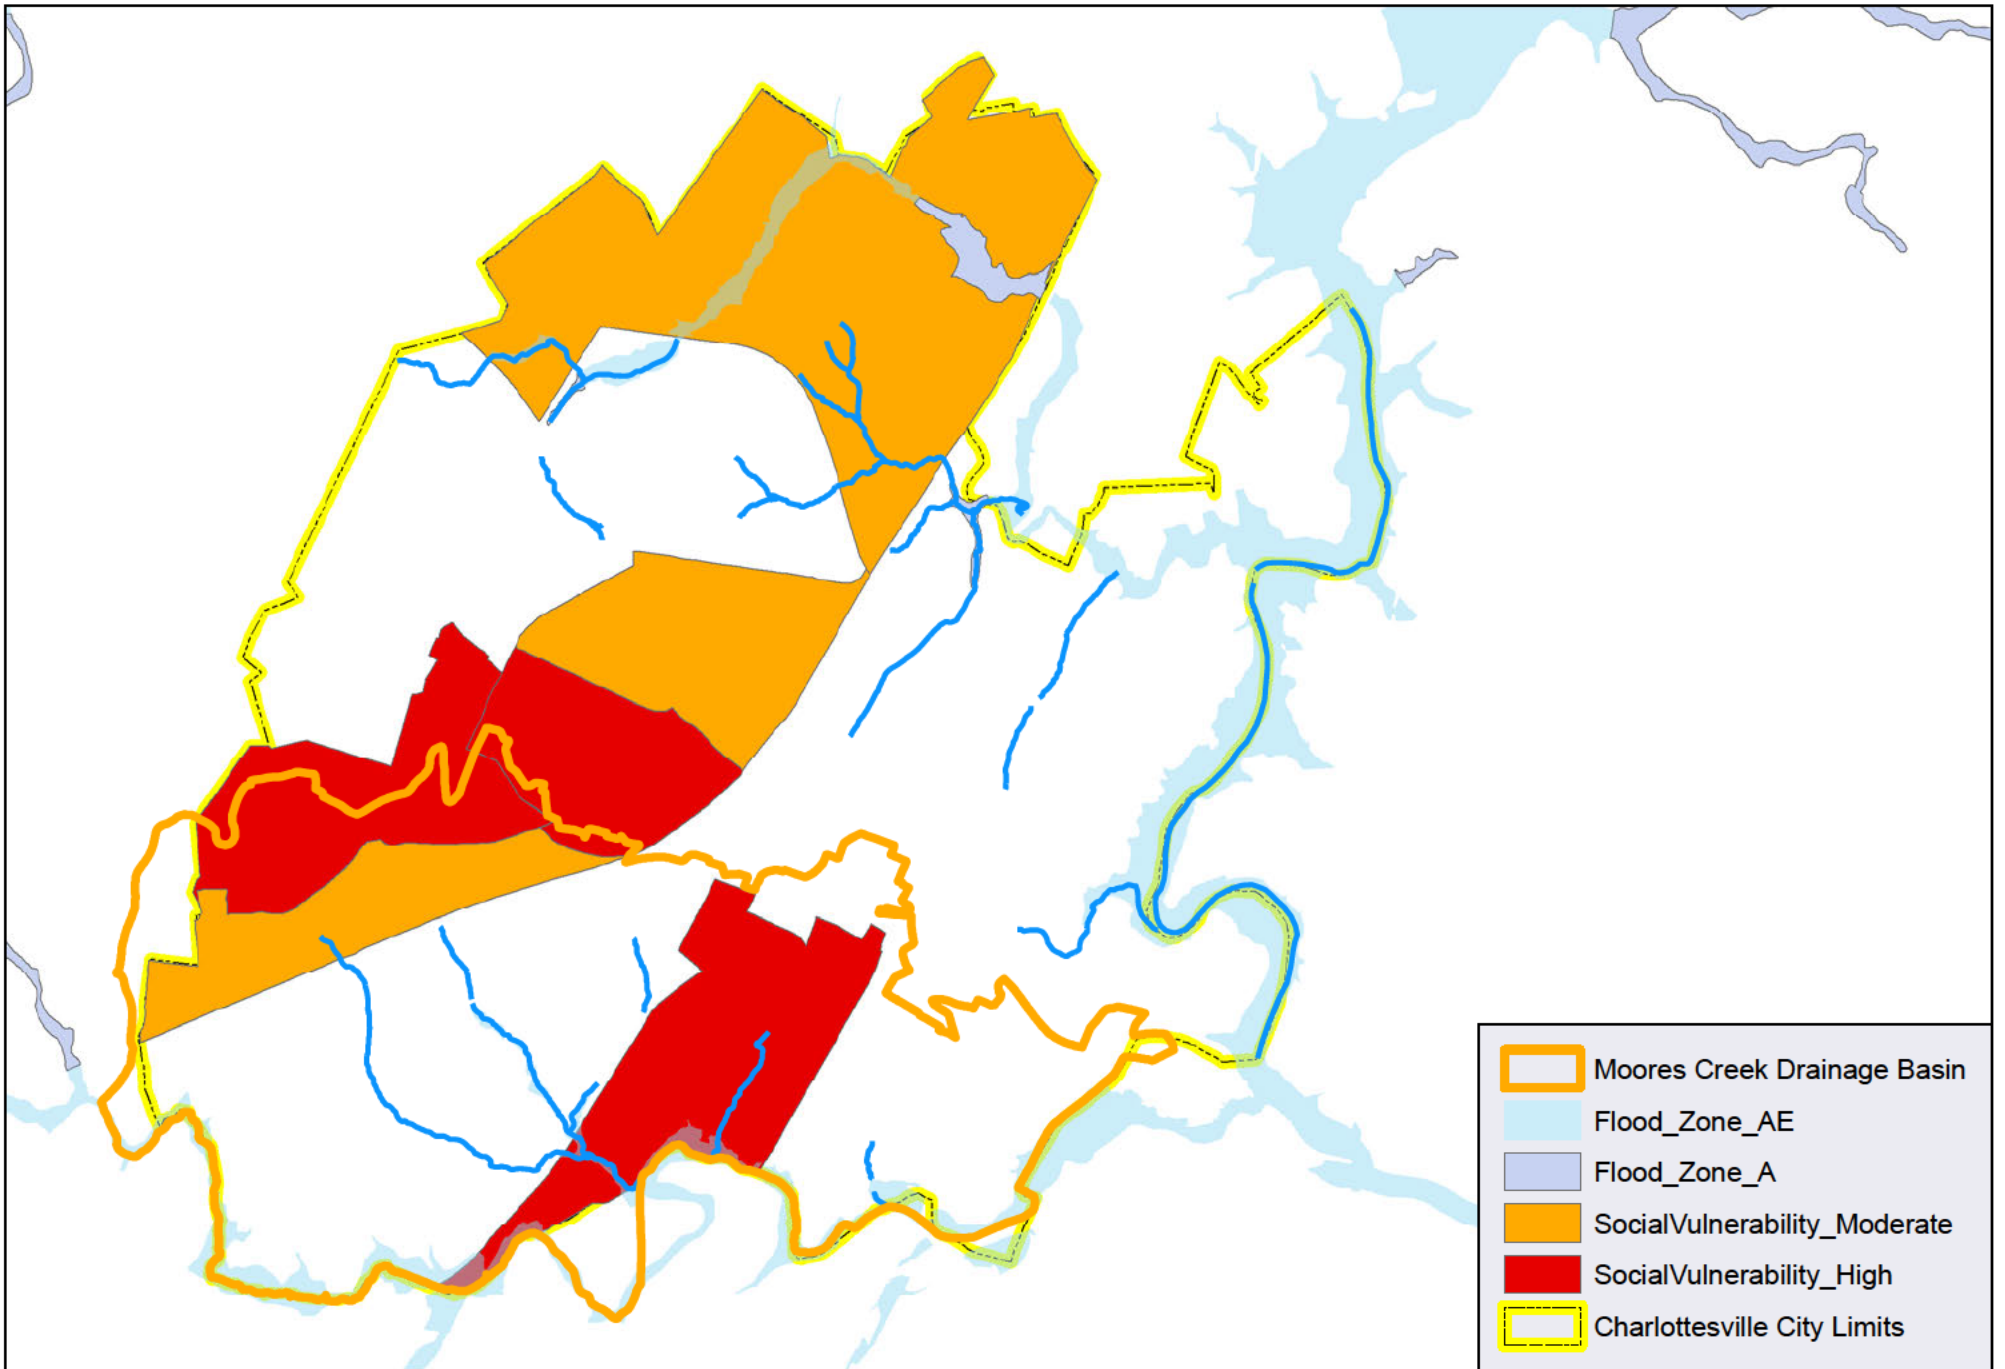 Moores Creek Drainage Basin
Flood_Zone_AE
Flood_Zone_A
SocialVulnerability_Moderate
SocialVulnerability_High
Charlottesville City Limits